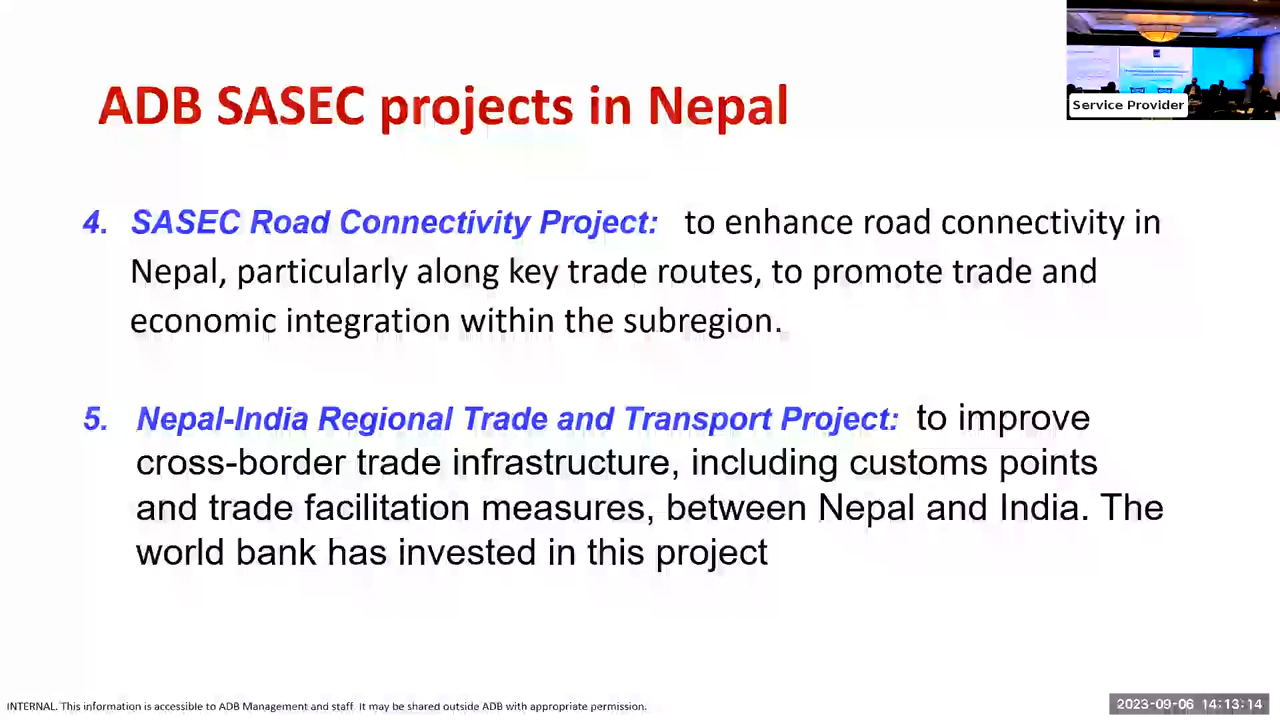 Service Provider
ADB SASEC projects in Nepal
4. SASEC Road Connectivity Project: to enhance road connectivity in
Nepal, particularly along key trade routes, to promote trade and
economic integration within the subregion.
5. Nepal-India Regional Trade and Transport Project: to improve
cross-border trade infrastructure, including customs points
and trade facilitation measures, between Nepal and India. The
world bank has invested in this project
INTERNAL. This information is accessible to ADB Management and staff. It may be shared outside ADB with appropriate permission.
2023-09-06 14:13:14